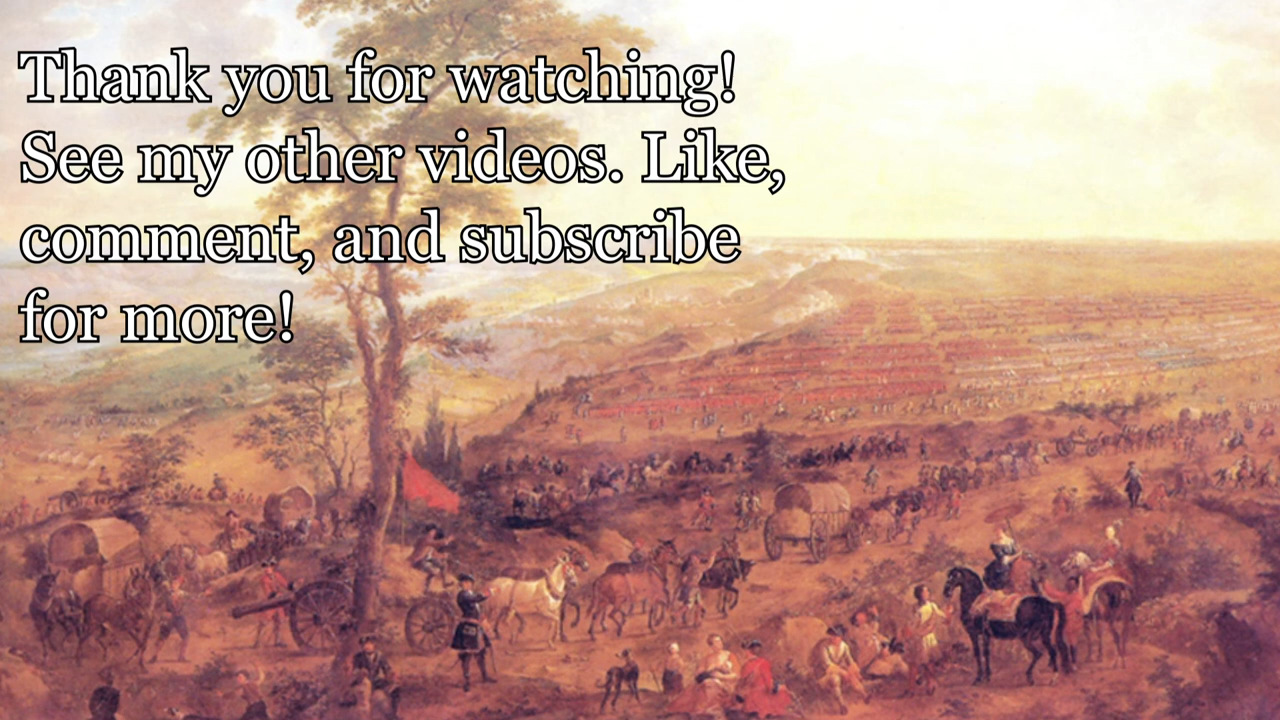 Thank you for watching!
See my other videos. Like,
comment, and subscribe
for more!